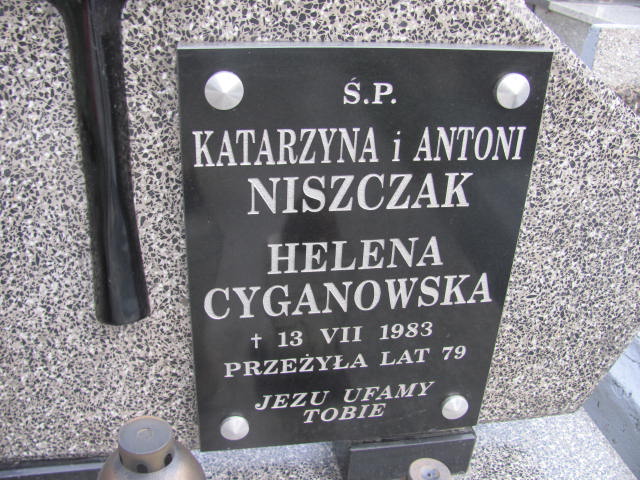 Ś.P.
KATARZYNA i ANTONI
NISZCZAK
HELENA
CYGANOWSKA
† 13 VII 1983
PRZEŻYŁA LAT 79
JEZU UFAMY
TOBIE